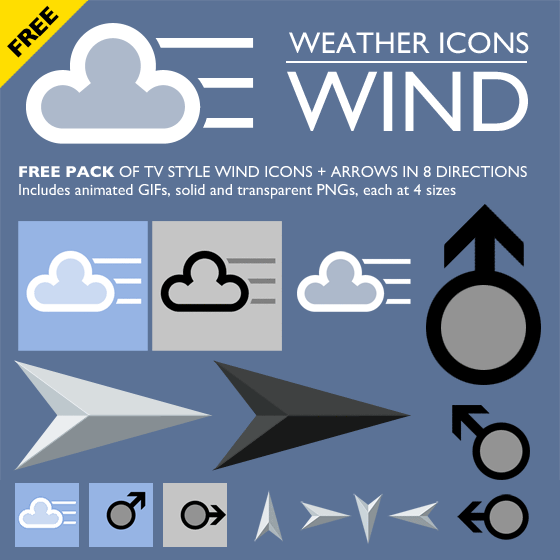 FREE
WEATHER ICONS
WIND
FREE PACK OF TV STYLE WIND ICONS + ARROWS IN 8 DIRECTIONS
Includes animated GIFs, solid and transparent PNGs, each at 4 sizes